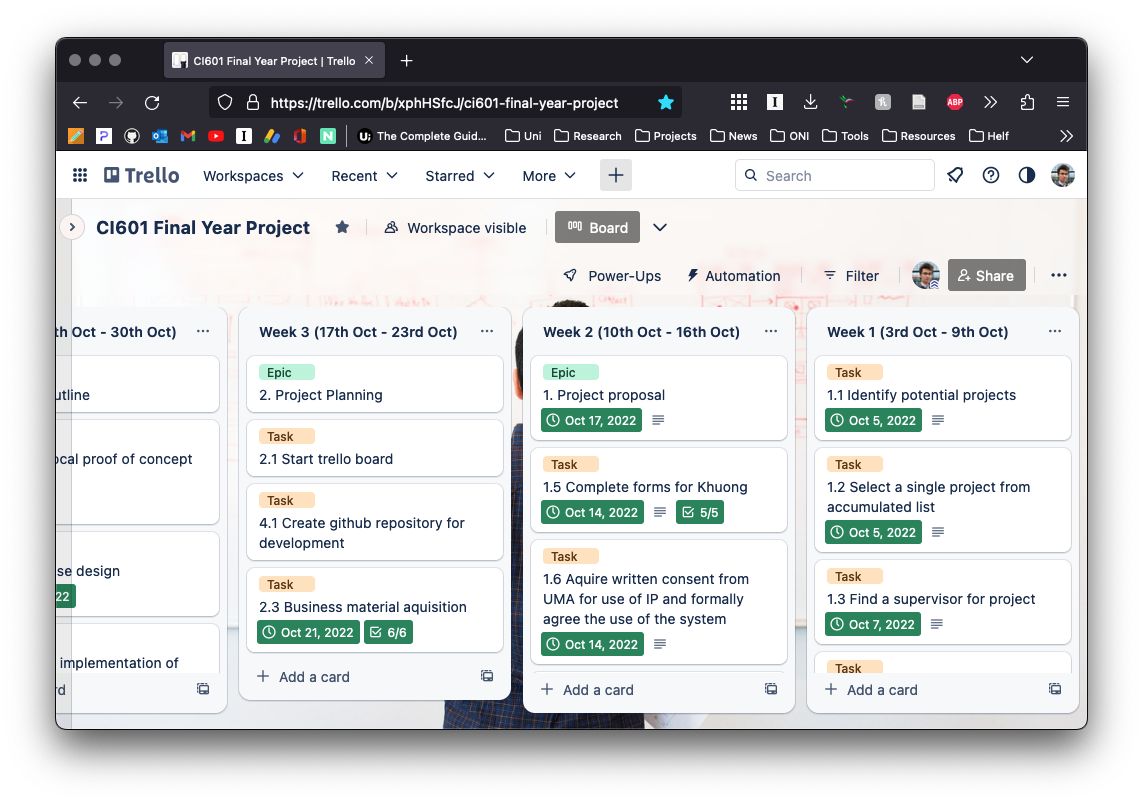 CI601 Final Year Project | Trello
https://trello.com/b/xphHSfcJ/ci601-final-year-project
ABP
The Complete Guid...
Uni
Research
Projects
News
ONI
Tools
Resources
Helf
Trello
Workspaces
Recent
Starred
More
Search
CI601 Final Year Project
Workspace visible
Board
Power-Ups
Automation
Filter
Share
th Oct - 30th Oct)
utline
ocal proof of concept
se design
22
implementation of
rd
Week 3 (17th Oct - 23rd Oct)
Epic
2. Project Planning
Task
2.1 Start trello board
Task
4.1 Create github repository for
development
Task
2.3 Business material aquisition
Oct 21, 2022
6/6
Add a card
Week 2 (10th Oct - 16th Oct)
Epic
1. Project proposal
Oct 17, 2022
Task
1.5 Complete forms for Khuong
Oct 14, 2022
5/5
Task
1.6 Aquire written consent from
UMA for use of IP and formally
agree the use of the system
Oct 14, 2022
Add a card
Week 1 (3rd Oct - 9th Oct)
Task
1.1 Identify potential projects
Oct 5, 2022
Task
1.2 Select a single project from
accumulated list
Oct 5, 2022
Task
1.3 Find a supervisor for project
Oct 7, 2022
Task
Add a card